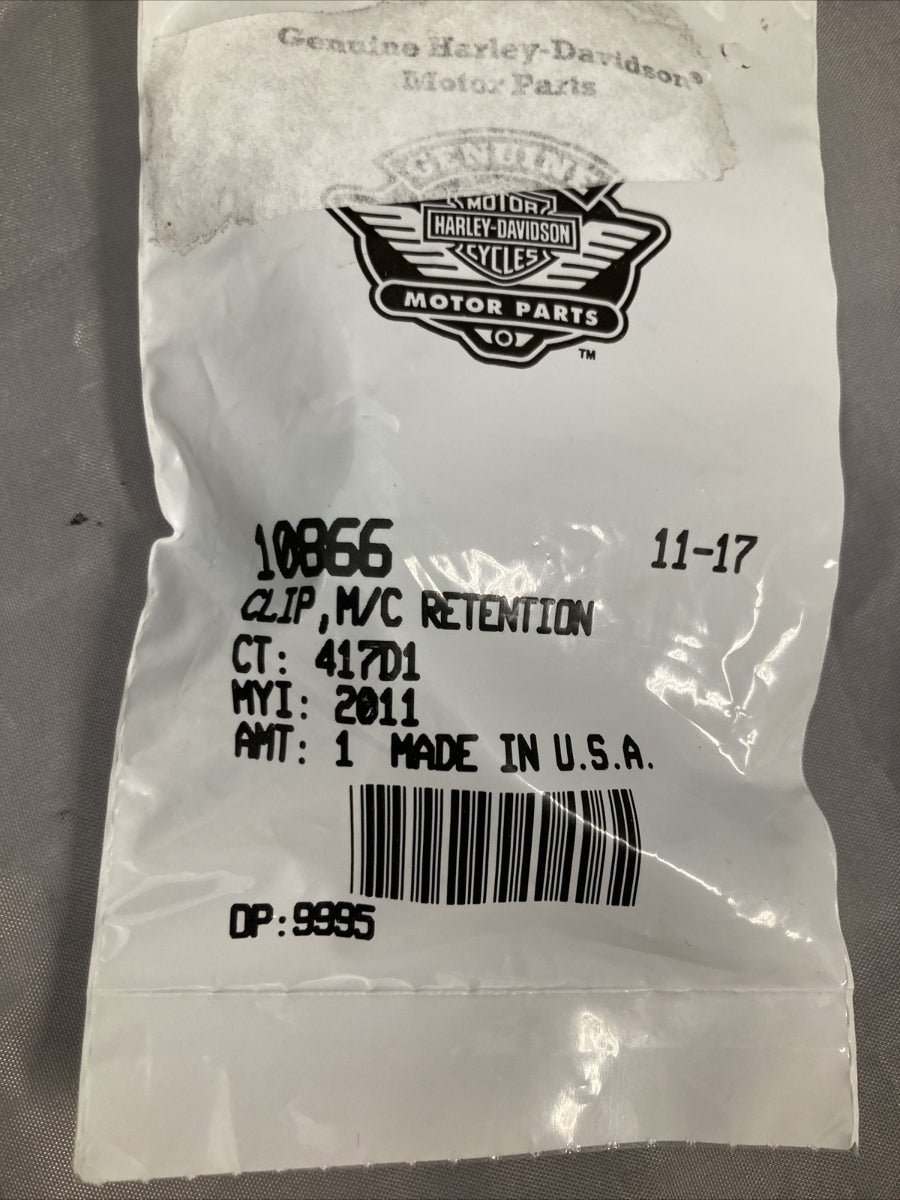 Genuine Harley-Davidson®
Motor Parts
GENUINE
MOTOR
HARLEY-DAVIDSON
CYCLES
MOTOR PARTS
TM
10866 11-17
CLIP,M/C RETENTION
CT: 417D1
MYI: 2011
AMT: 1 MADE IN U.S.A.
OP:9995